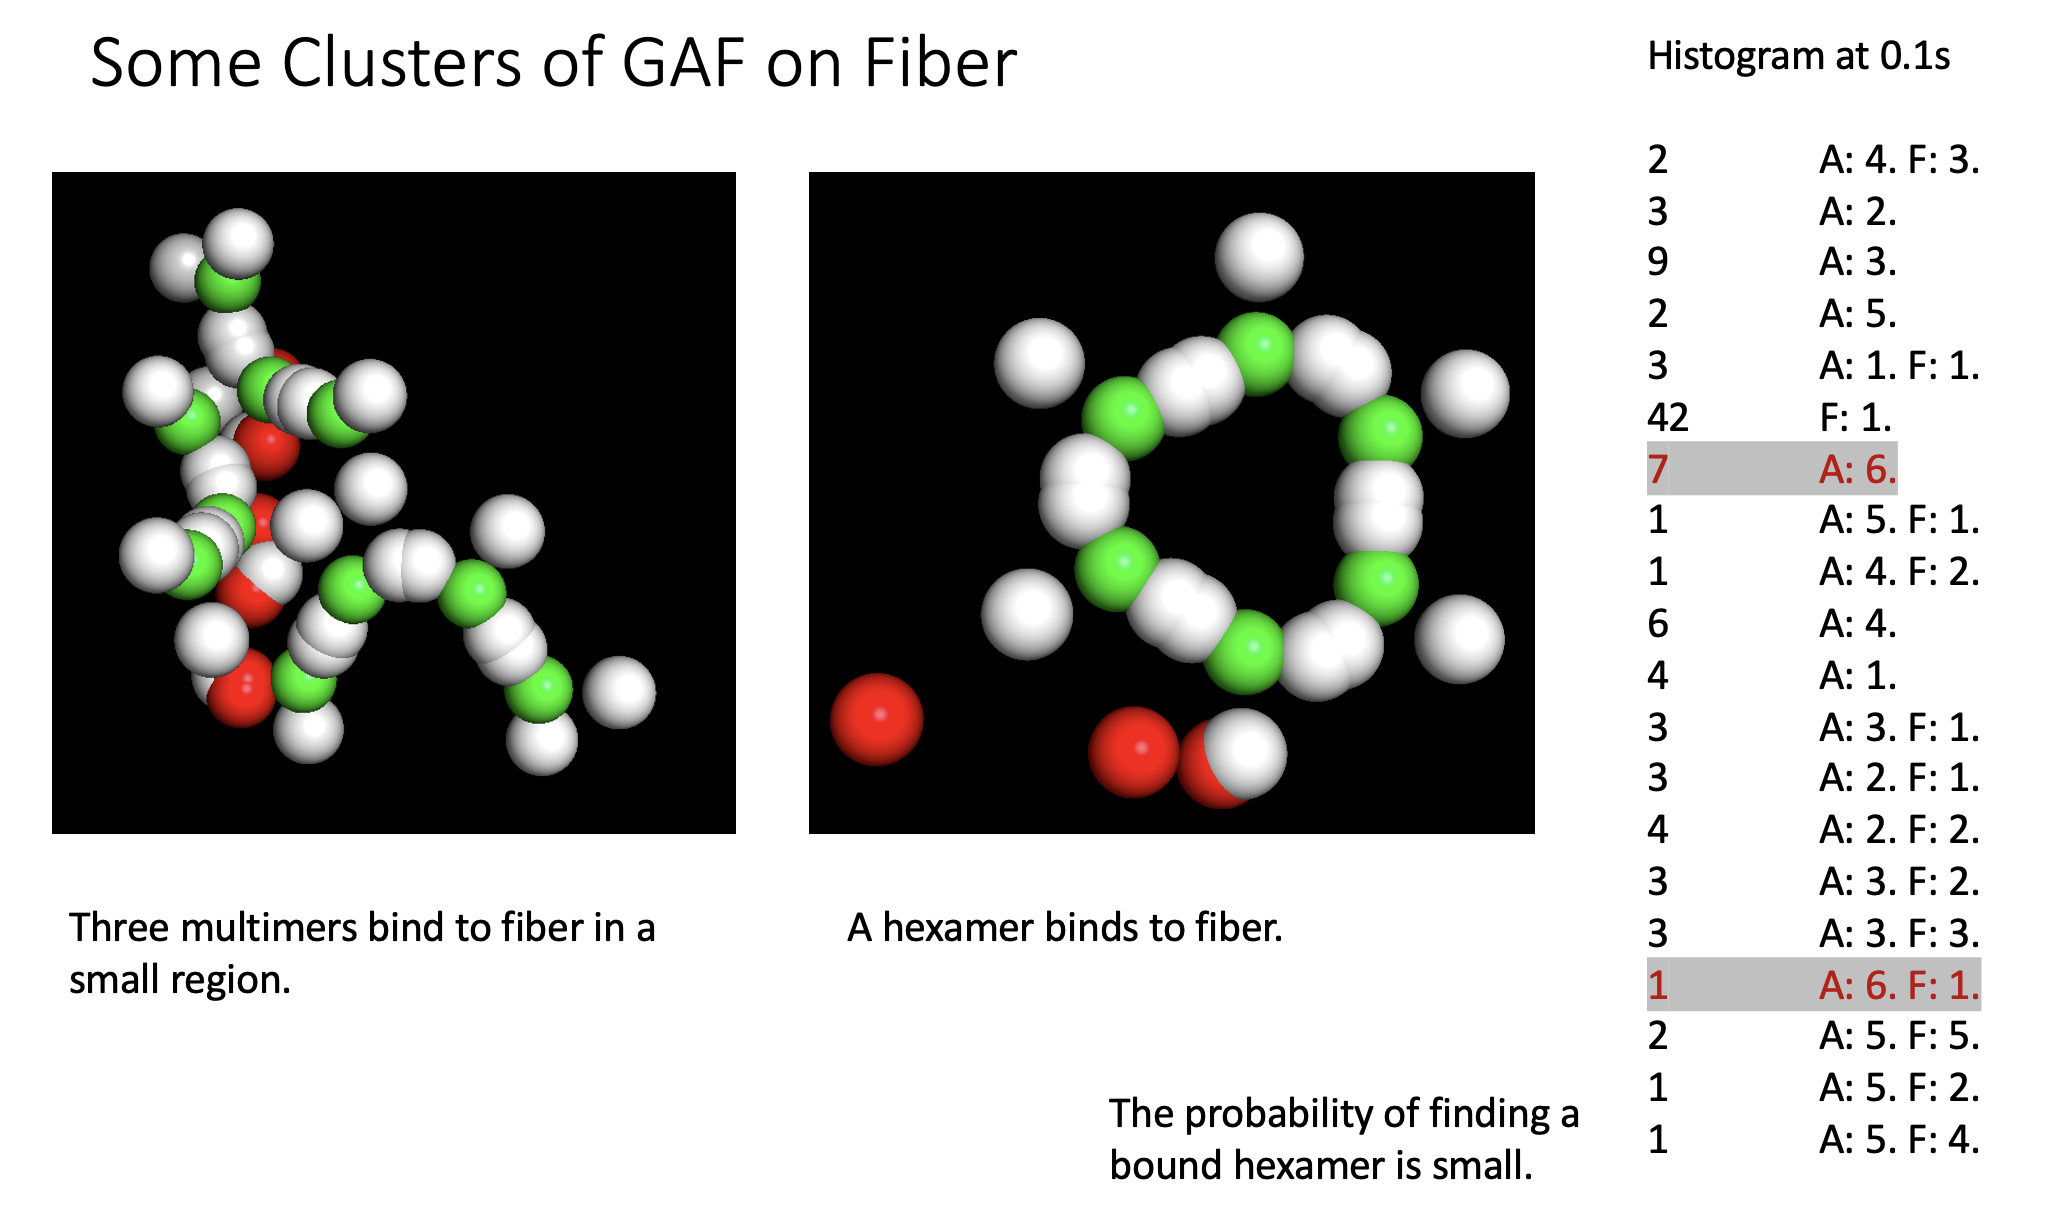 Some Clusters of GAF on Fiber
Three multimers bind to fiber in a
small region.
A hexamer binds to fiber.
The probability of finding a
bound hexamer is small.
Histogram at 0.1s
2 A: 4. F: 3.
3 A: 2.
9 A: 3.
2 A: 5.
3 A: 1. F: 1.
42 F: 1.
7 A: 6.
1 A: 5. F: 1.
1 A: 4. F: 2.
6 A: 4.
4 A: 1.
3 A: 3. F: 1.
3 A: 2. F: 1.
4 A: 2. F: 2.
3 A: 3. F: 2.
3 A: 3. F: 3.
1 A: 6. F: 1.
2 A: 5. F: 5.
1 A: 5. F: 2.
1 A: 5. F: 4.